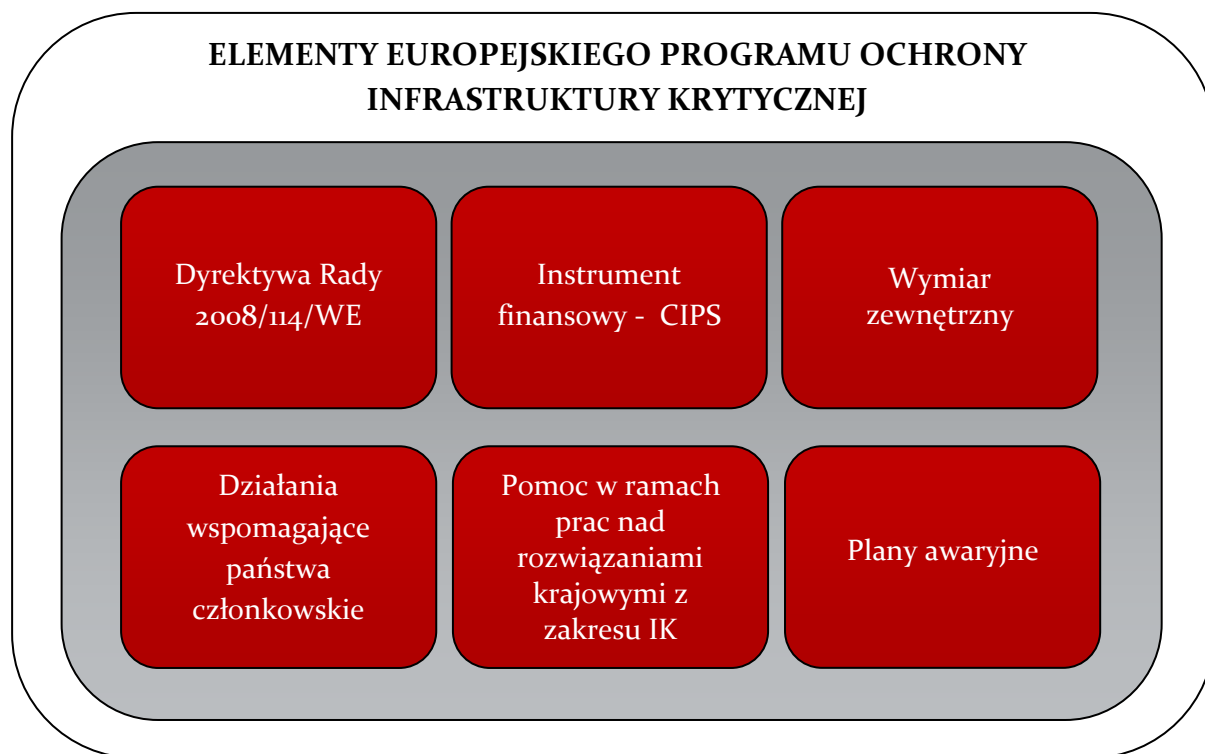 ELEMENTY EUROPEJSKIEGO PROGRAMU OCHRONY
INFRASTRUKTURY KRYTYCZNEJ
Dyrektywa Rady
2008/114/WE
Instrument
finansowy - CIPS
Wymiar
zewnętrzny
Działania
wspomagające
państwa
członkowskie
Pomoc w ramach
prac nad
rozwiązaniami
krajowymi z
zakresu IK
Plany awaryjne